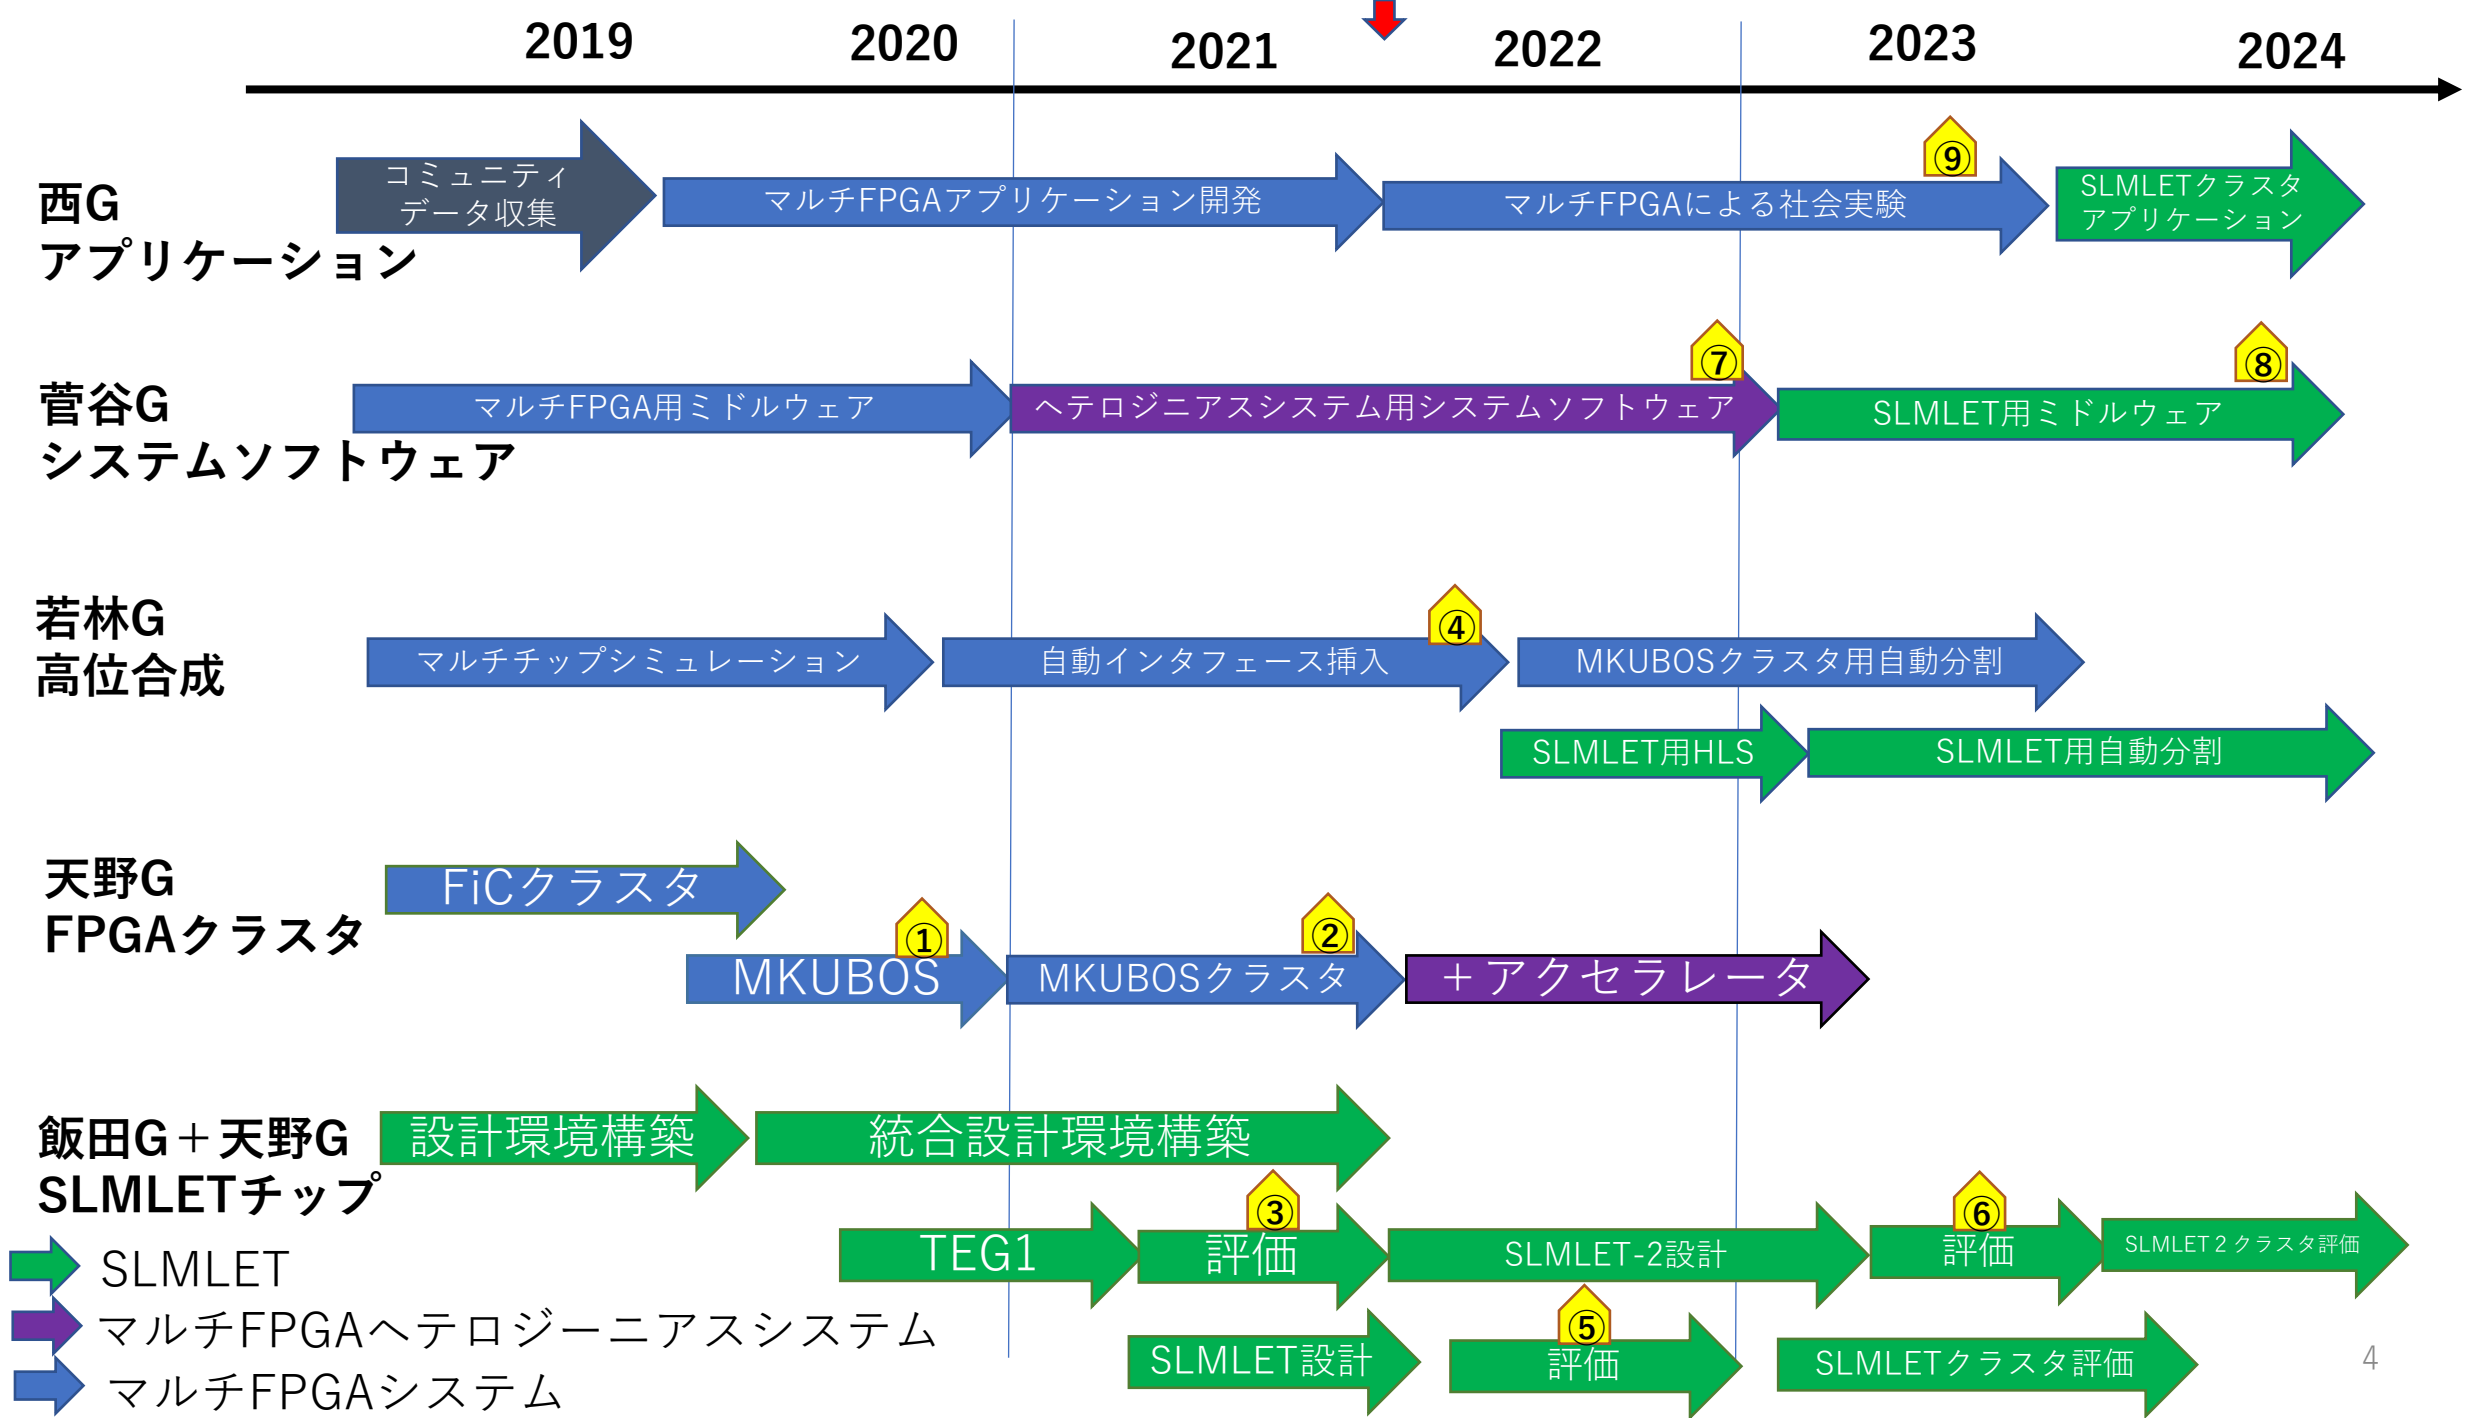 2019
2020
2021
2022
2023
2024
西G
アプリケーション
コミュニティ
データ収集
マルチFPGAアプリケーション開発
マルチFPGAによる社会実験
⑨
SLMLETクラスタ
アプリケーション
菅谷G
システムソフトウェア
マルチFPGA用ミドルウェア
ヘテロジニアスシステム用システムソフトウェア
⑦
SLMLET用ミドルウェア
⑧
若林G
高位合成
マルチチップシミュレーション
自動インタフェース挿入
④
MKUBOSクラスタ用自動分割
SLMLET用HLS
SLMLET用自動分割
天野G
FPGAクラスタ
FiCクラスタ
①
MKUBOS
②
MKUBOSクラスタ
＋アクセラレータ
飯田G＋天野G
SLMLETチップ
設計環境構築
統合設計環境構築
TEG1
③
評価
SLMLET-2設計
⑥
評価
SLMLET２クラスタ評価
SLMLET設計
⑤
評価
SLMLETクラスタ評価
SLMLET
マルチFPGAヘテロジーニアスシステム
マルチFPGAシステム
4